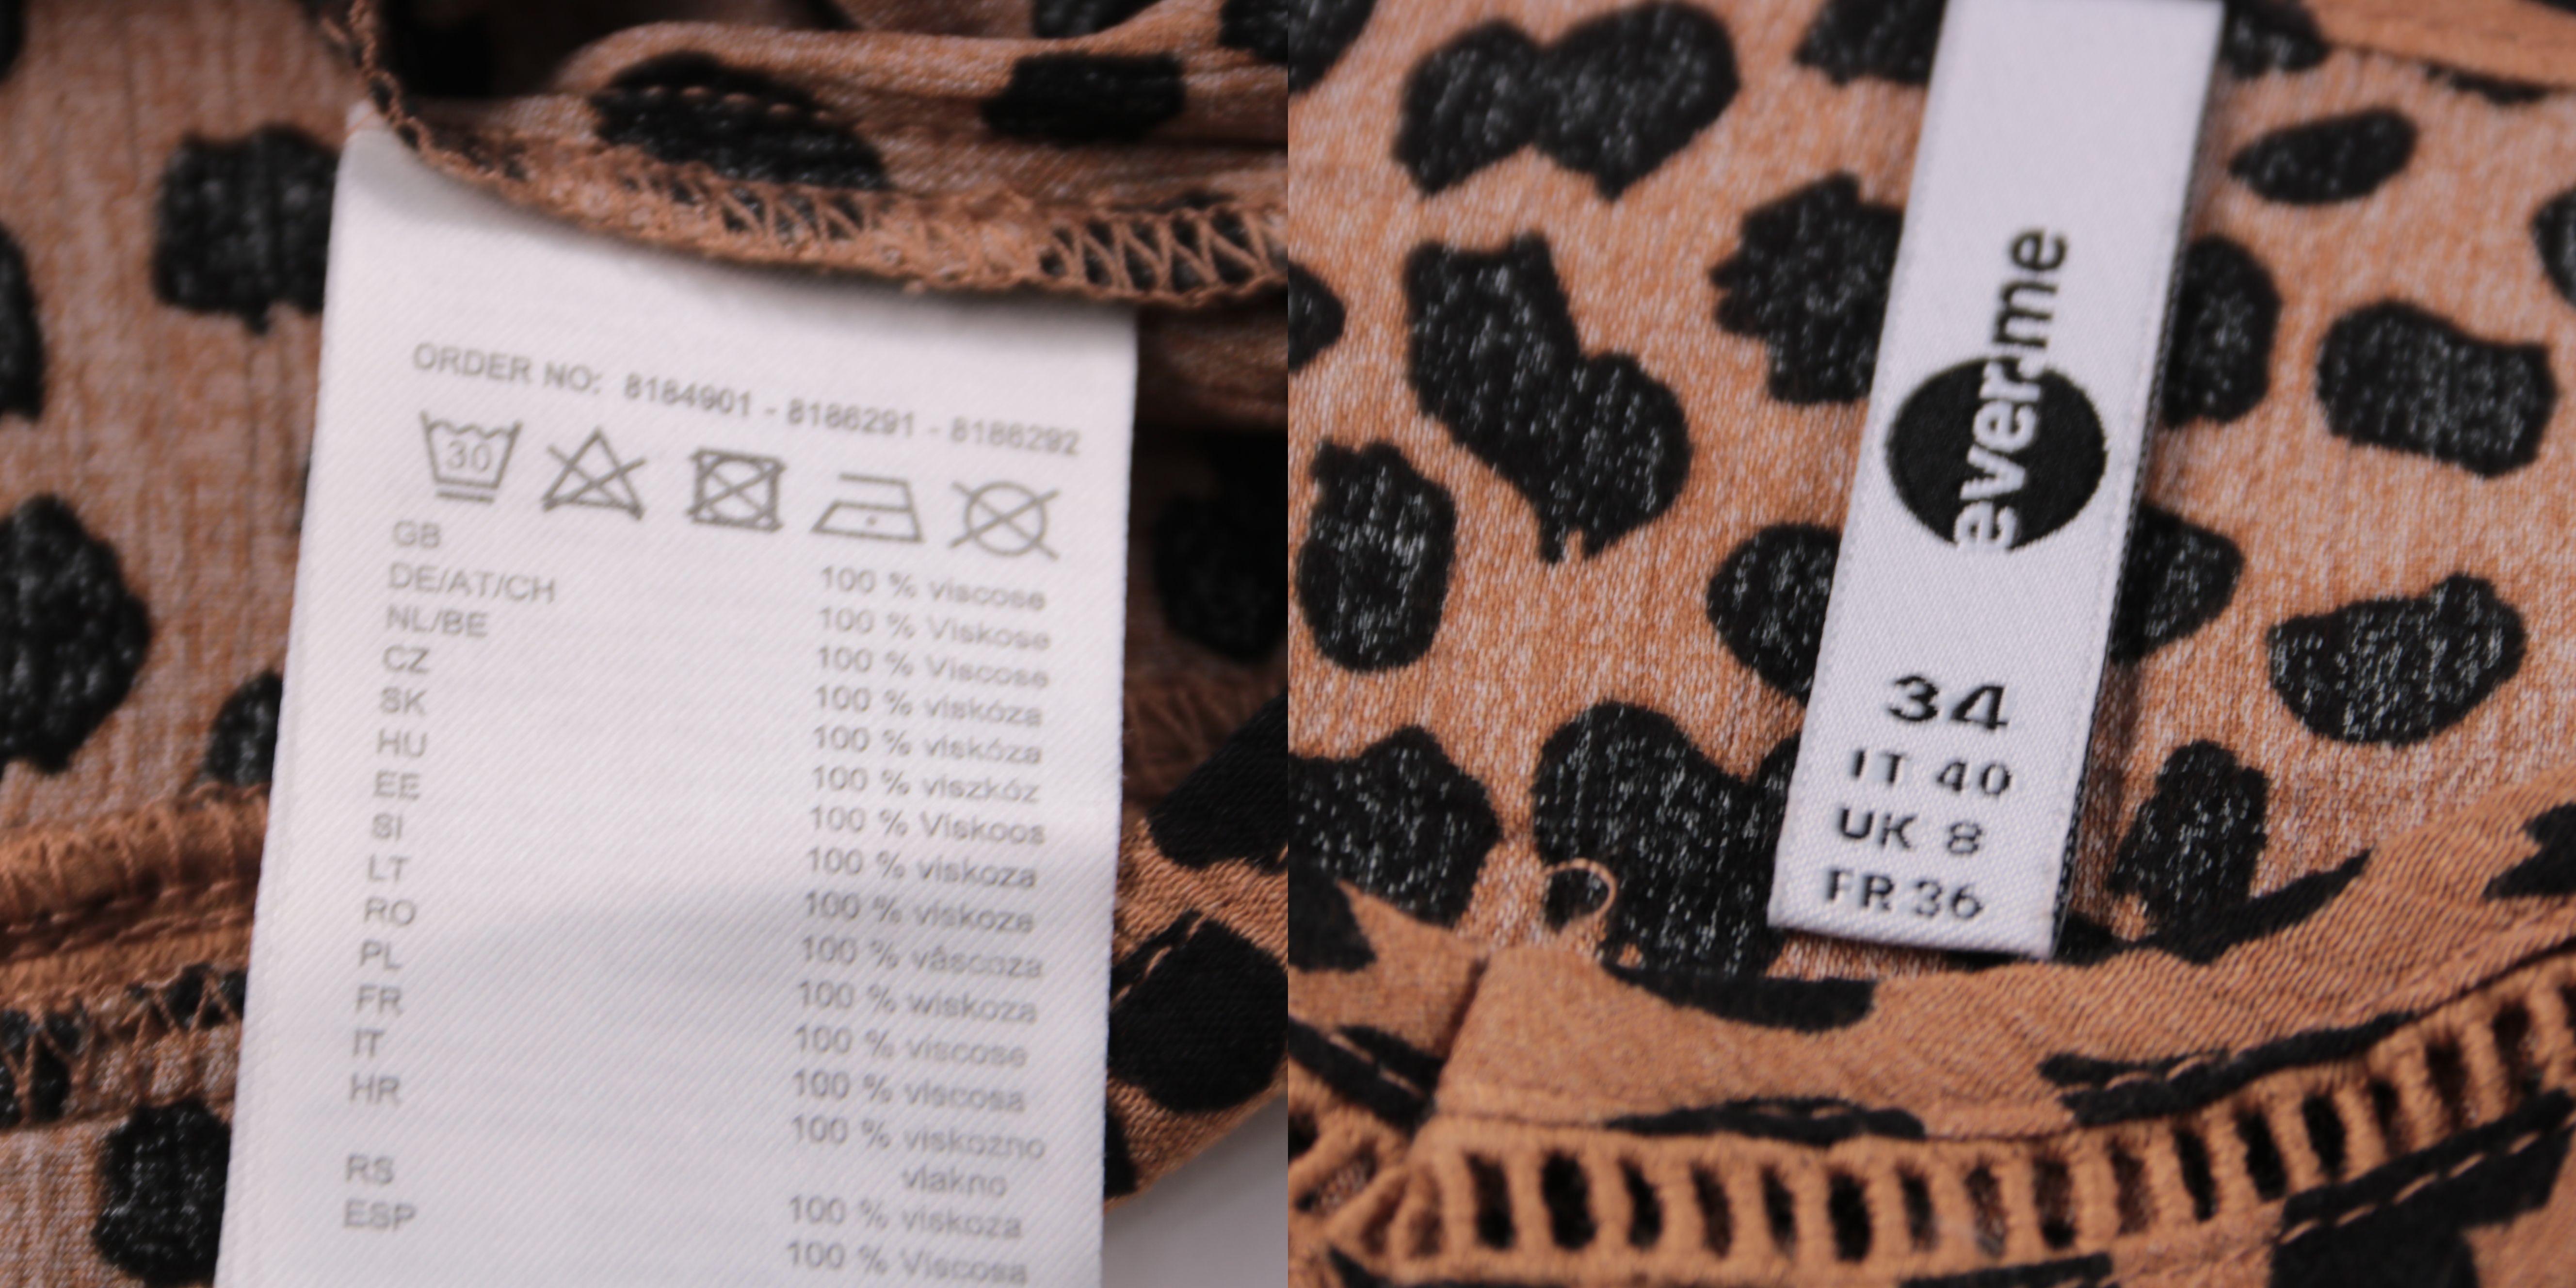 ORDER NO: 8184901 - 8186291 - 8186292
30
GB 100 % viscose
DE/AT/CH 100 % Viskose
NL/BE 100 % Viscose
CZ 100 % viskóza
SK 100 % viskóza
HU 100 % viszkóz
EE 100 % Viskoos
SI 100 % viskoza
LT 100 % viskozė
RO 100 % vâscoza
PL 100 % wiskoza
FR 100 % viscose
IT 100 % viscosa
HR 100 % viskozno
vlakno
RS 100 % viskoza
ESP 100 % Viscosa
ever.me
34
IT 40
UK 8
FR 36